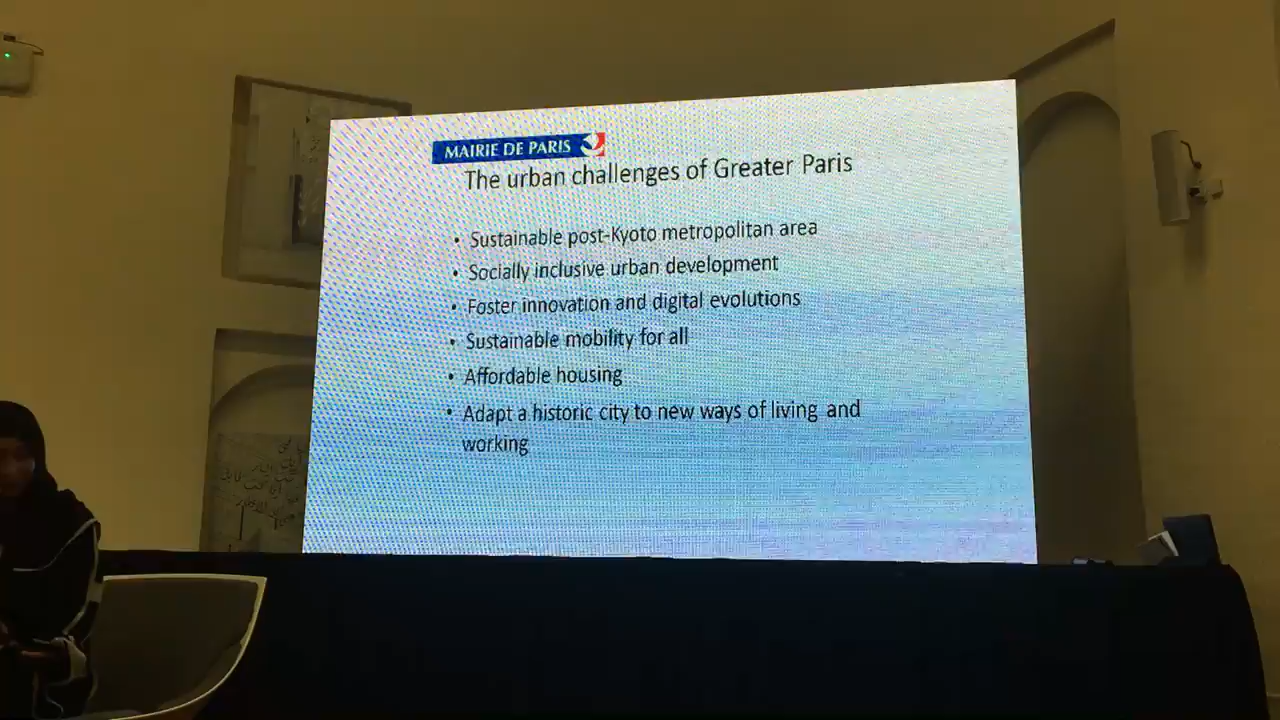 MAIRIE DE PARIS
The urban challenges of Greater Paris
• Sustainable post-Kyoto metropolitan area
• Socially inclusive urban development
• Foster innovation and digital evolutions
• Sustainable mobility for all
• Affordable housing
• Adapt a historic city to new ways of living and
working